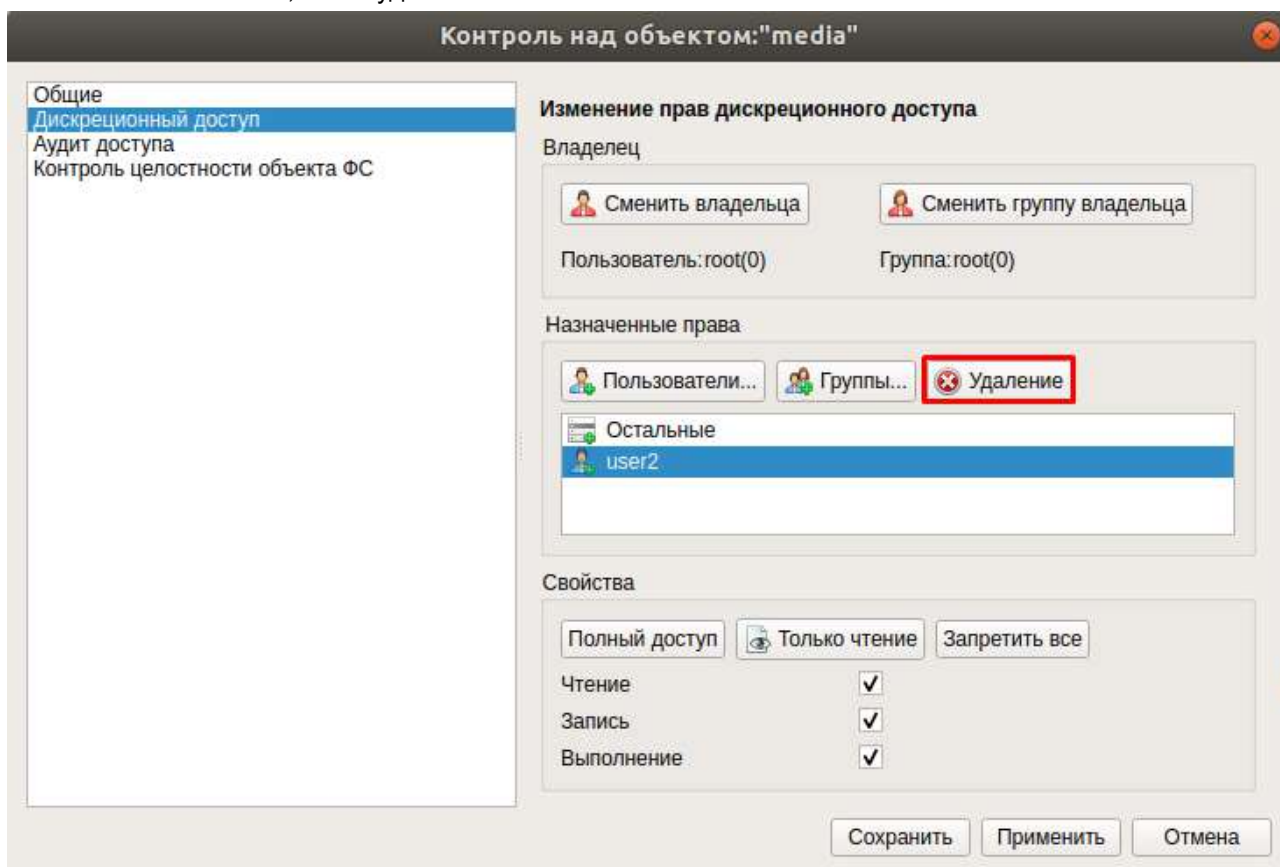 Контроль над объектом:"media"
Общие
Дискреционный доступ
Аудит доступа
Контроль целостности объекта ФС
Изменение прав дискреционного доступа
Владелец
Сменить владельца
Сменить группу владельца
Пользователь:root(0)
Группа:root(0)
Назначенные права
Пользователи...
Группы...
Удаление
Остальные
user2
Свойства
Полный доступ
Только чтение
Запретить все
Чтение
Запись
Выполнение
Сохранить
Применить
Отмена